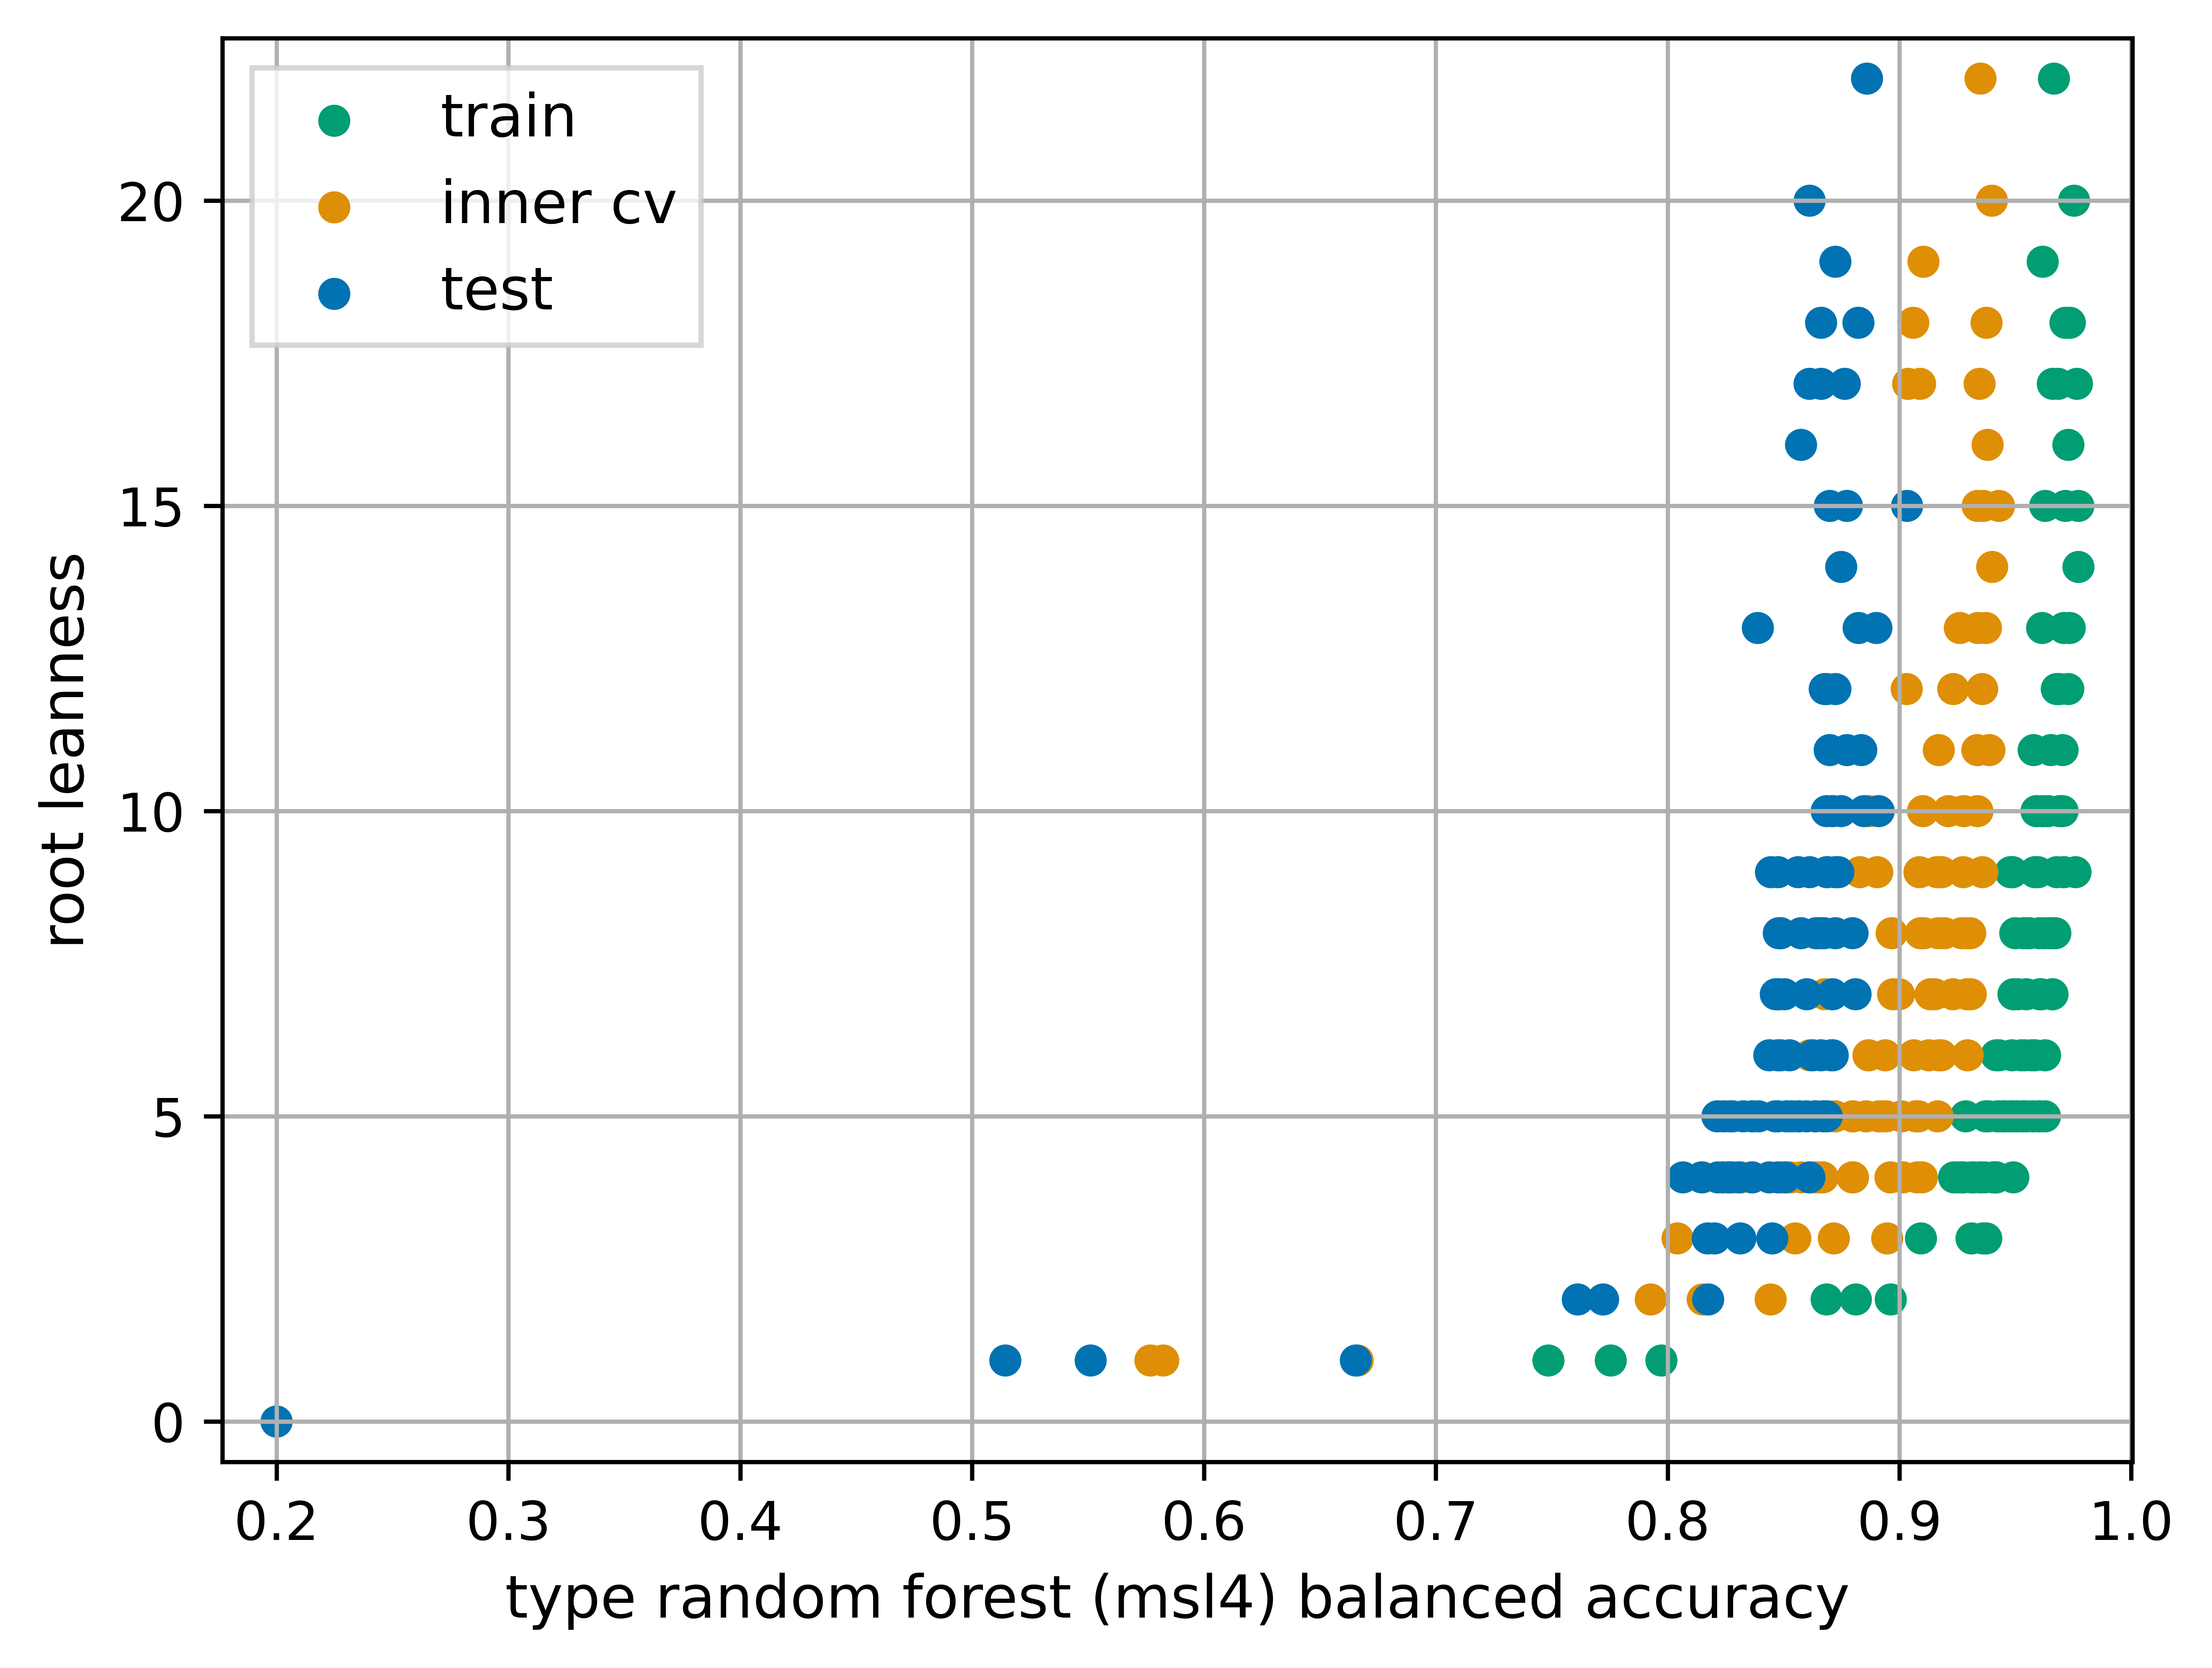 train
inner cv
test
20
15
10
5
0
root leanness
0.2 0.3 0.4 0.5 0.6 0.7 0.8 0.9 1.0
type random forest (msl4) balanced accuracy